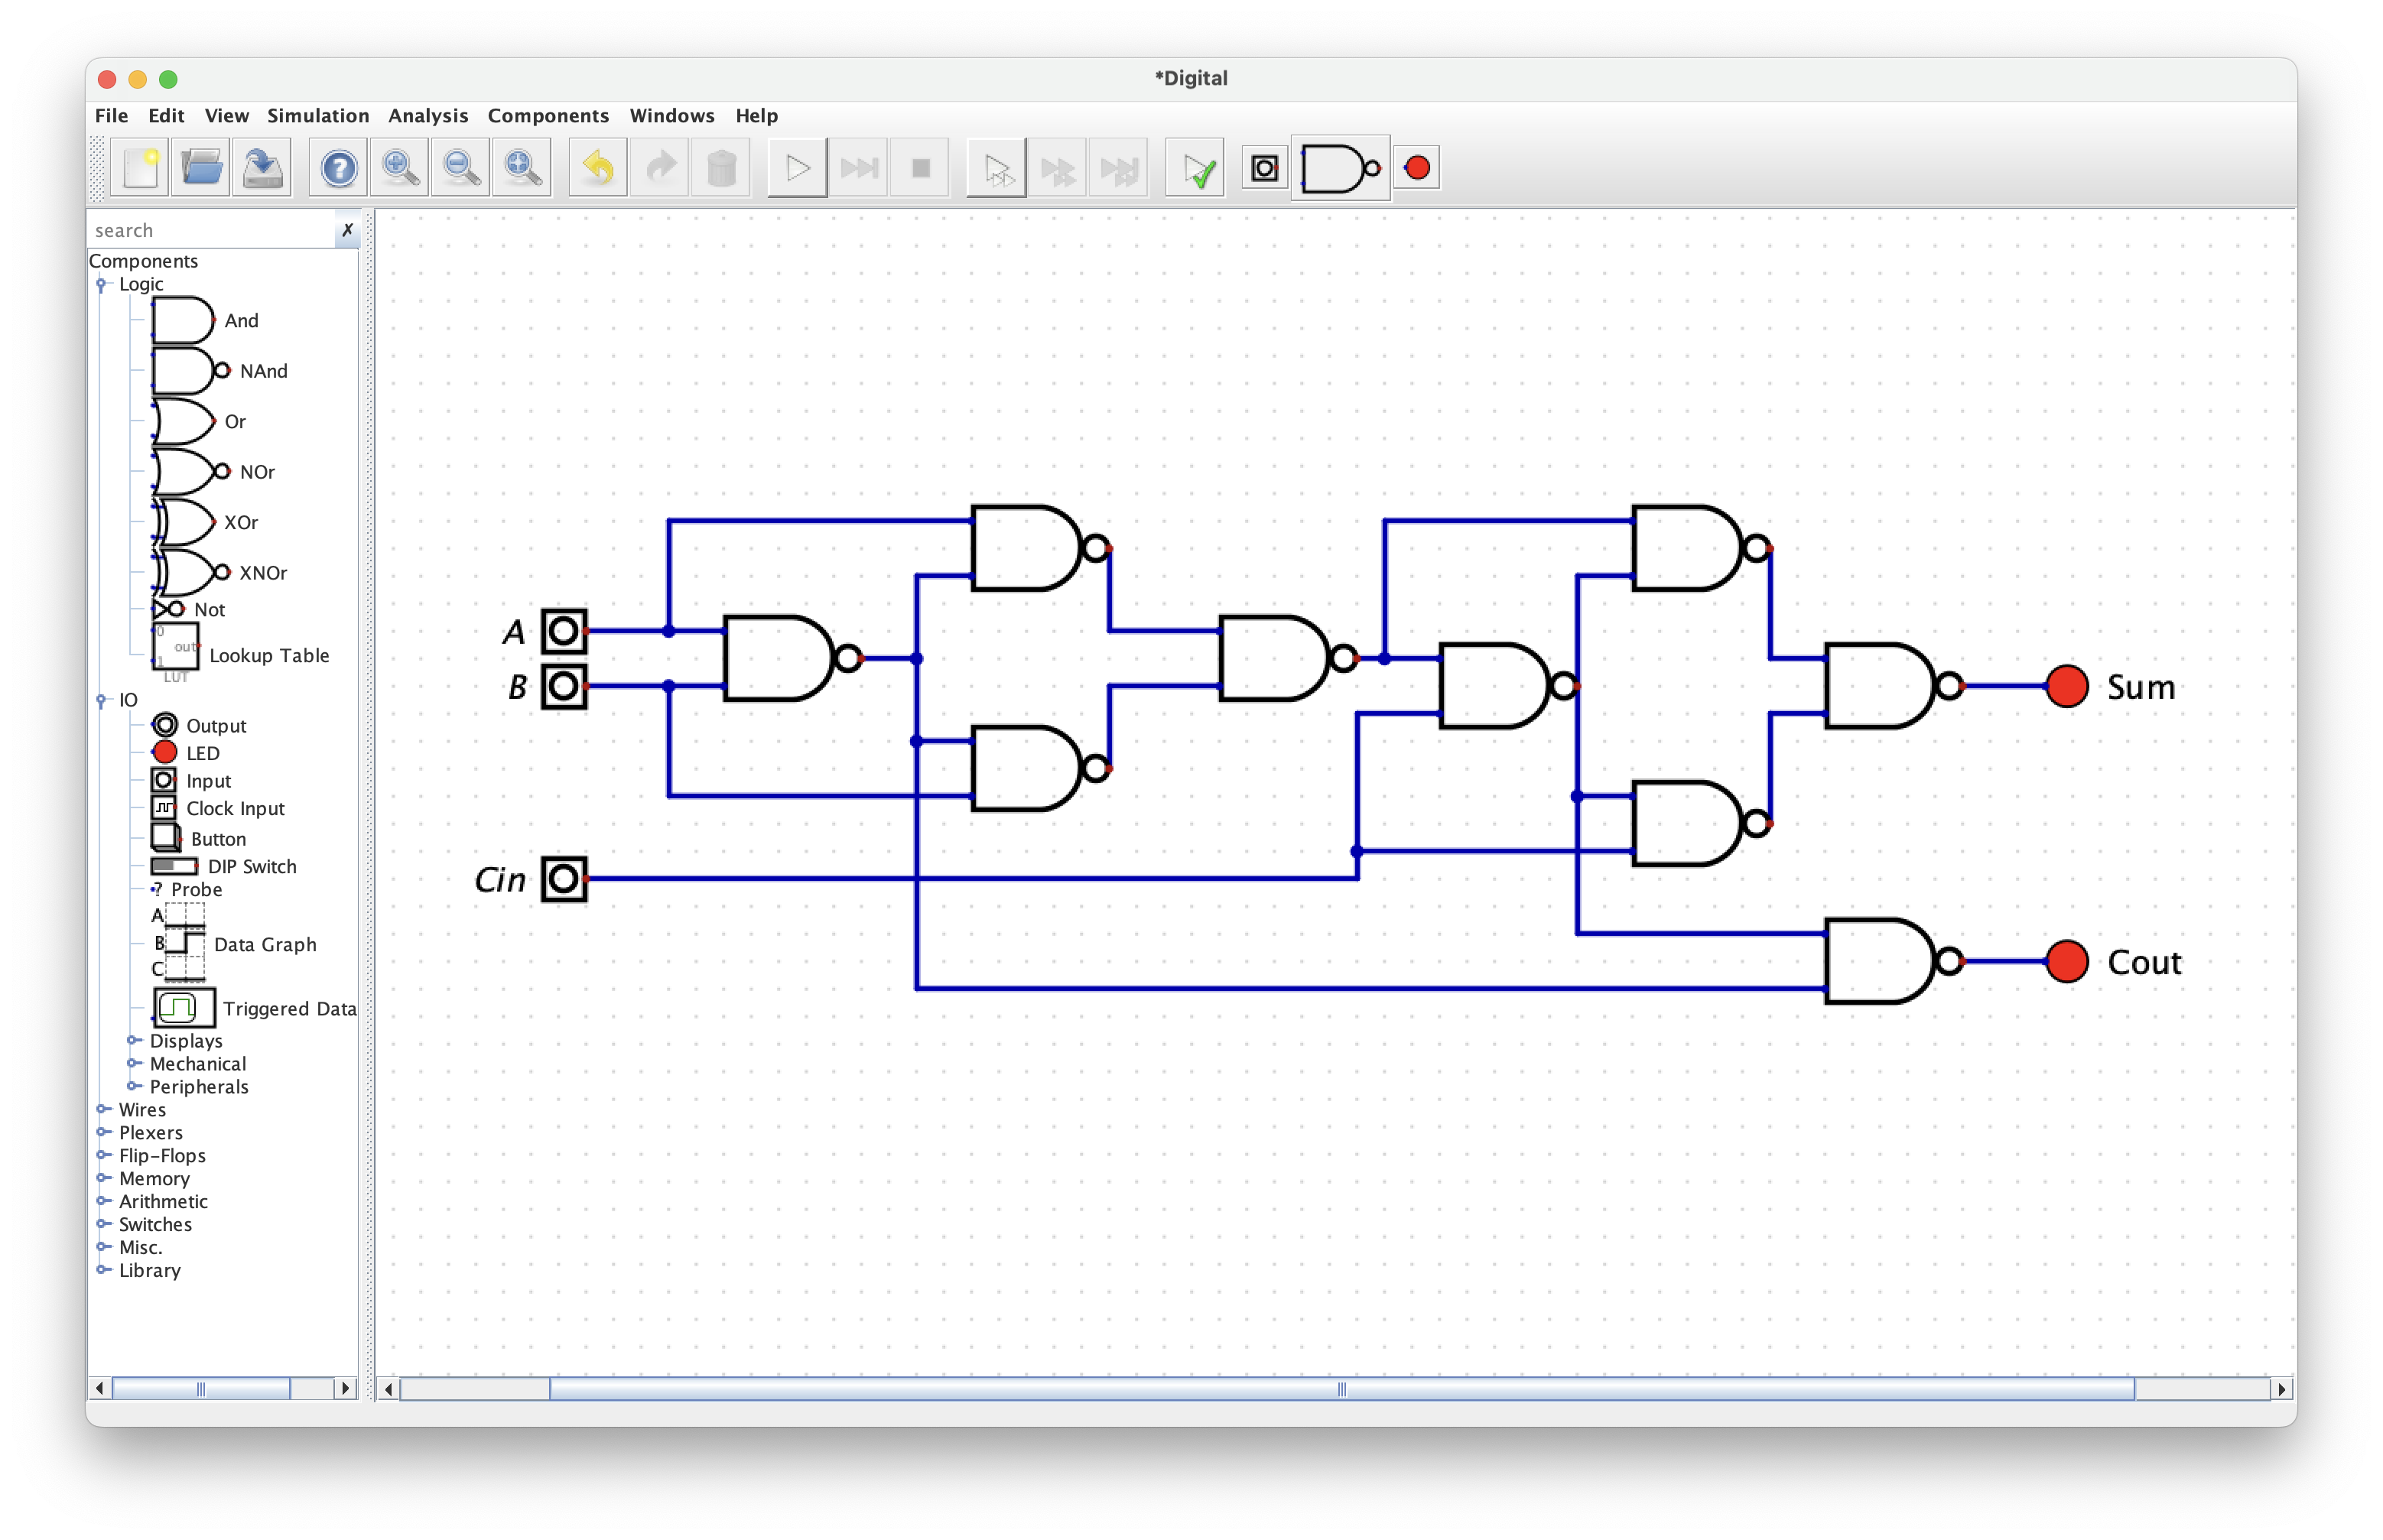 *Digital
File Edit View Simulation Analysis Components Windows Help
search
Components
Logic
And
NAnd
Or
NOr
XOr
XNOr
Not
0
out
1
Lookup Table
LUT
IO
Output
LED
Input
Clock Input
Button
DIP Switch
? Probe
A
B
C
Data Graph
Triggered Data
Displays
Mechanical
Peripherals
Wires
Plexers
Flip-Flops
Memory
Arithmetic
Switches
Misc.
Library
A
B
Cin
Sum
Cout